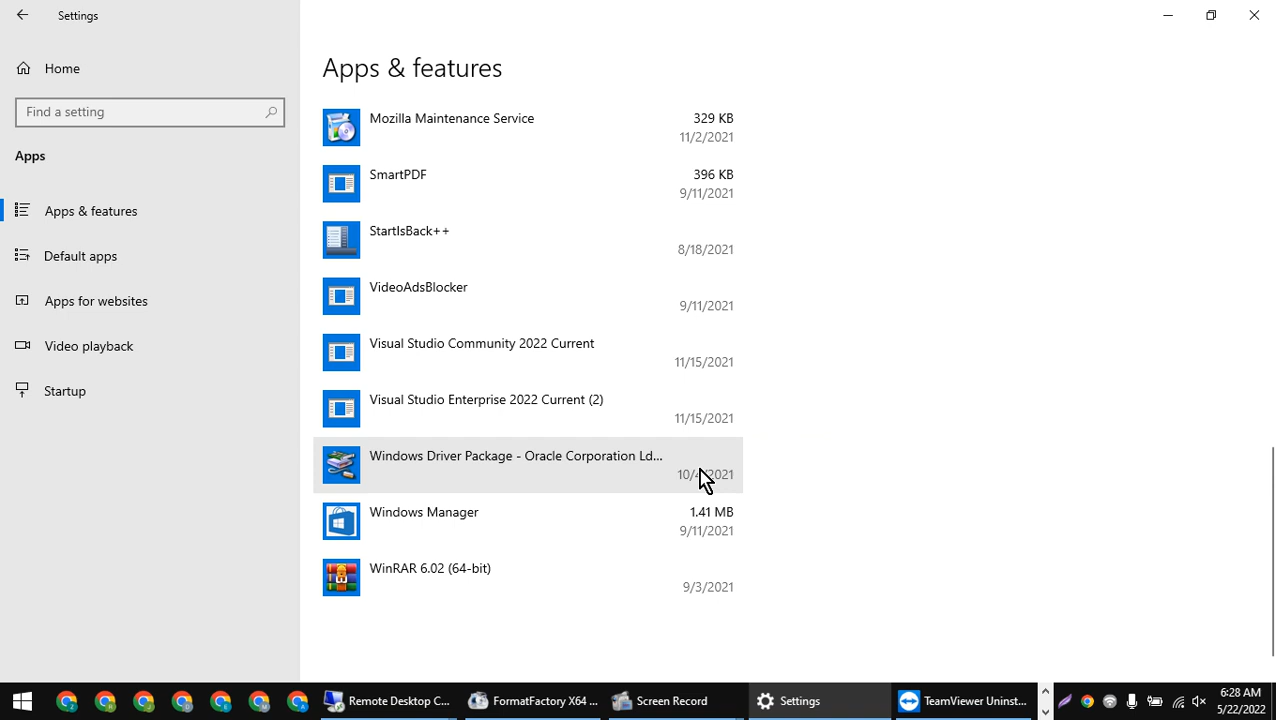 Settings
Home
Find a setting
Apps
Apps & features
Default apps
Apps for websites
Video playback
Startup
Apps & features
Mozilla Maintenance Service 329 KB
11/2/2021
SmartPDF 396 KB
9/11/2021
StartIsBack++
8/18/2021
VideoAdsBlocker
9/11/2021
Visual Studio Community 2022 Current
11/15/2021
Visual Studio Enterprise 2022 Current (2)
11/15/2021
Windows Driver Package - Oracle Corporation Ld...
Windows Manager 1.41 MB
9/11/2021
WinRAR 6.02 (64-bit)
9/3/2021
Remote Desktop C... FormatFactory X64 ... Screen Record Settings TeamViewer Uninst... 6:28 AM
5/22/2022